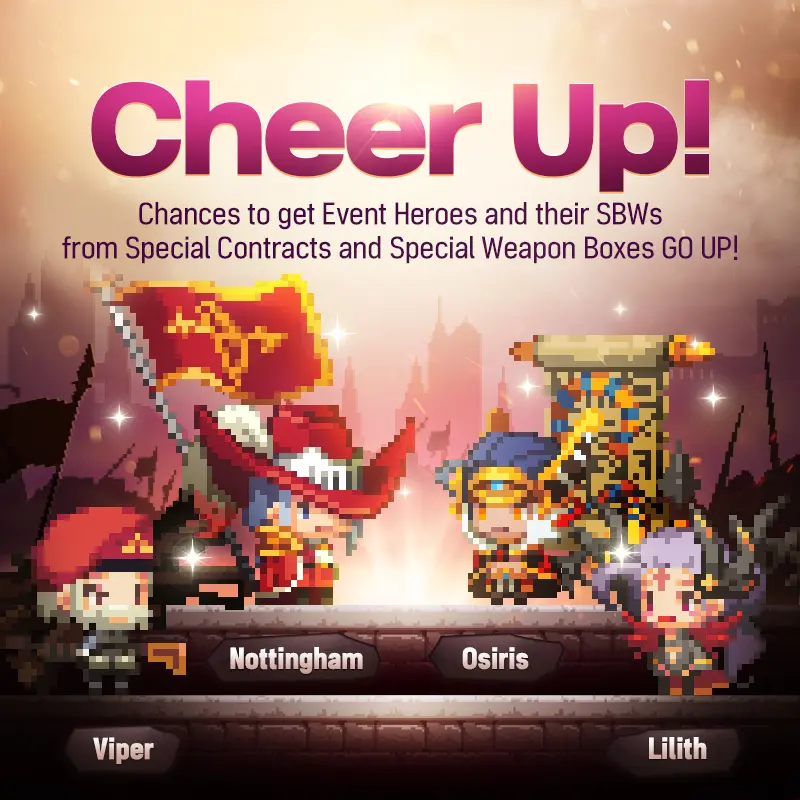 Cheer Up!
Chances to get Event Heroes and their SBWs
from Special Contracts and Special Weapon Boxes GO UP!
Nottingham
Osiris
Viper
Lilith